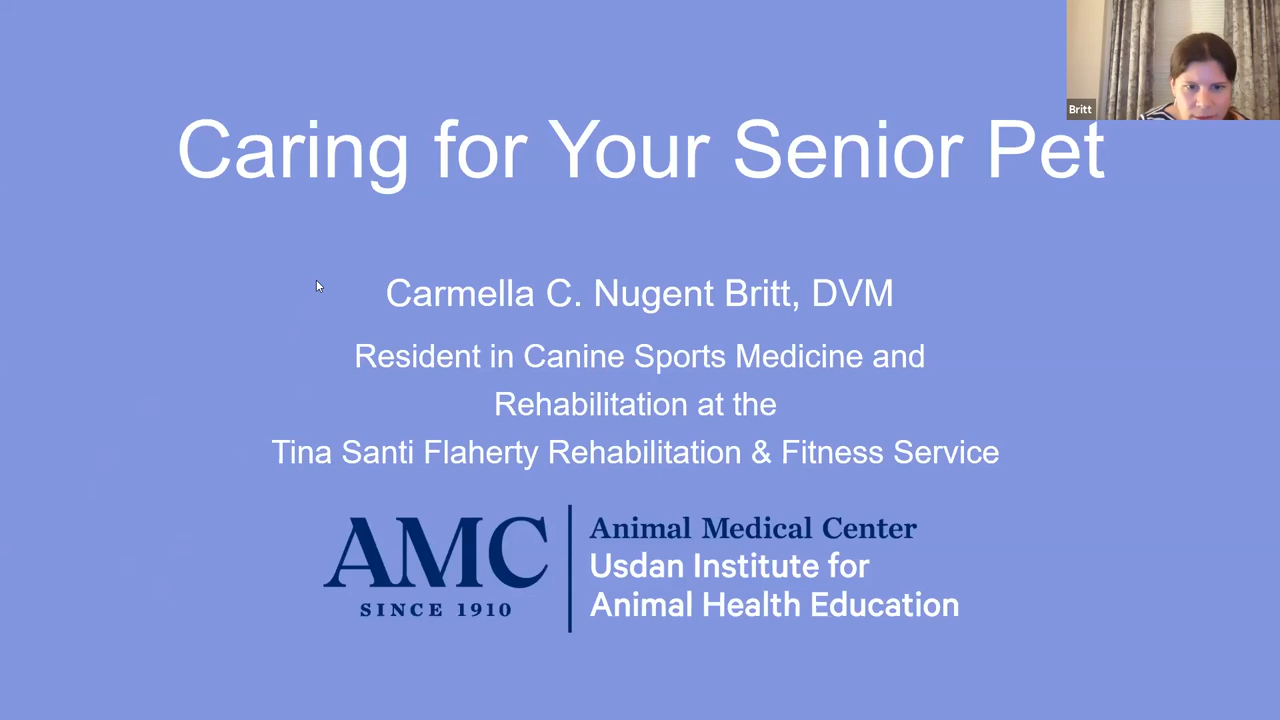 Britt
Caring for Your Senior Pet
Carmella C. Nugent Britt, DVM
Resident in Canine Sports Medicine and
Rehabilitation at the
Tina Santi Flaherty Rehabilitation & Fitness Service
AMC
SINCE 1910
Animal Medical Center
Usdan Institute for
Animal Health Education